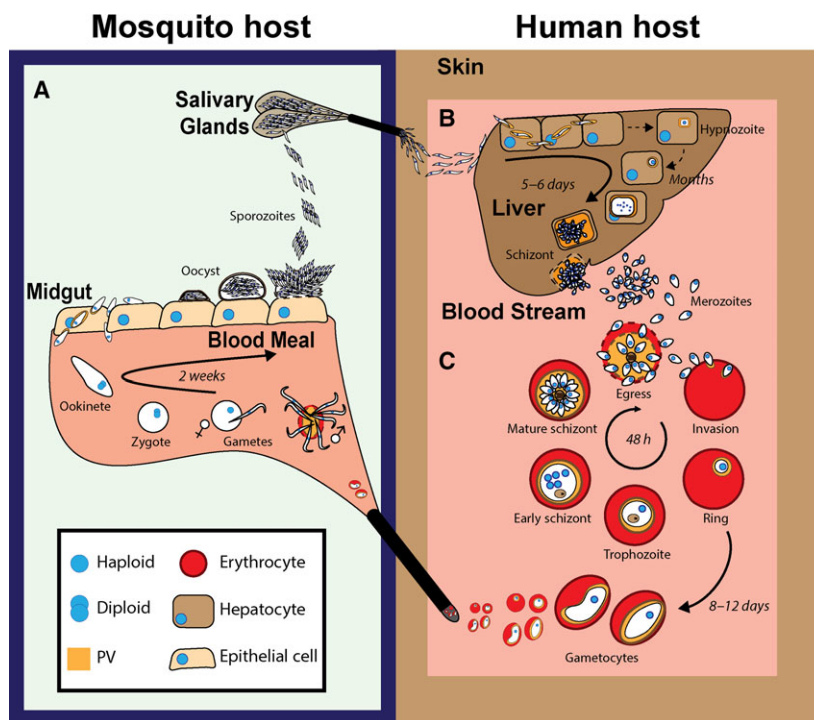 Mosquito host
Human host
A
Salivary
Glands
Sporozoites
Oocyst
Midgut
Blood Meal
2 weeks
Ookinete
Zygote
♀
Gametes
♂
Haploid
Erythrocyte
Diploid
Hepatocyte
PV
Epithelial cell
Skin
B
Hypnozoite
Months
5–6 days
Liver
Schizont
Merozoites
Blood Stream
C
Egress
Mature schizont
Invasion
48 h
Early schizont
Ring
Trophozoite
8–12 days
Gametocytes